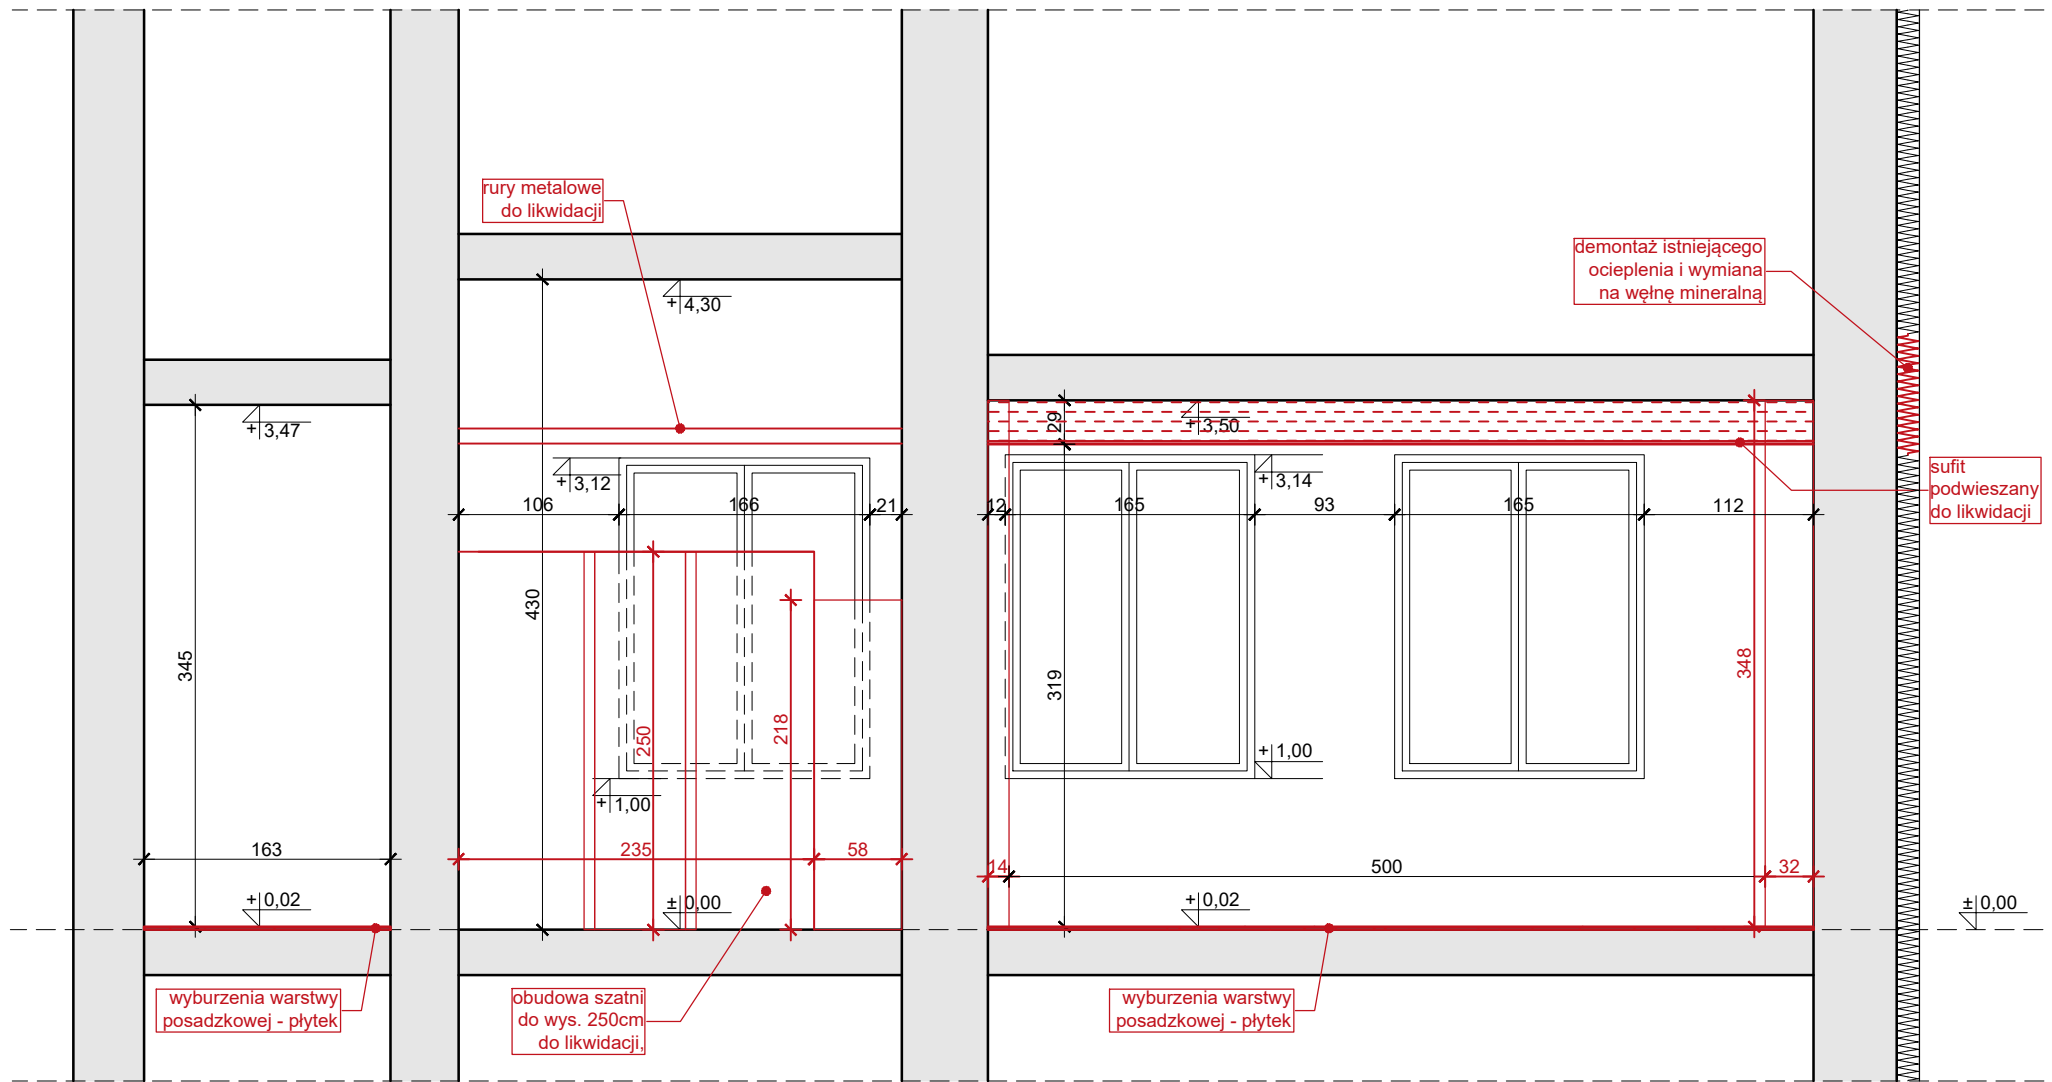 rury metalowe
do likwidacji
demontaż istniejącego
ocieplenia i wymiana
na wełnę mineralną
+4,30
+3,47
29
+3,50
sufit
podwieszany
do likwidacji
+3,12
+3,14
106
166
21
12
165
93
165
112
430
345
319
348
250
218
+1,00
+1,00
163
235
58
14
500
32
+0,02
±0,00
+0,02
±0,00
wyburzenia warstwy
posadzkowej - płytek
obudowa szatni
do wys. 250cm
do likwidacji,
wyburzenia warstwy
posadzkowej - płytek